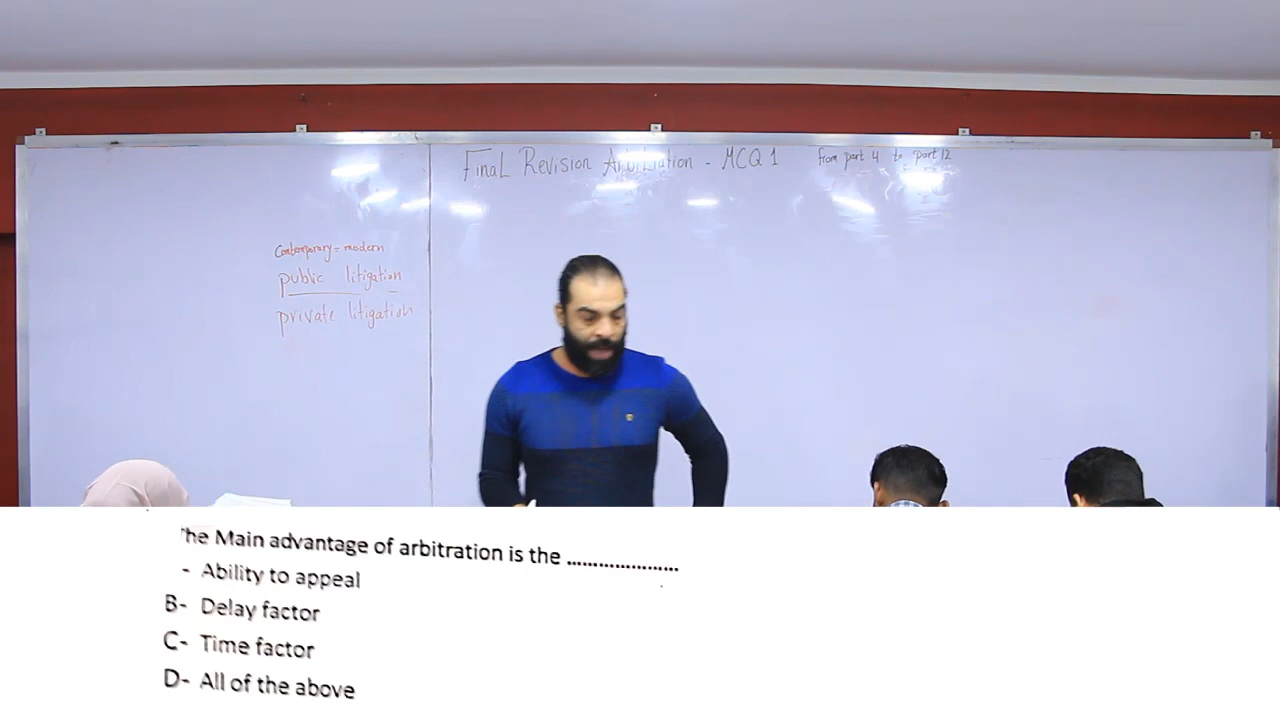 Final Revision Arbitration - MCQ 1 from part 4 to part 12
Contemporary = modern
public litigation
private litigation
he Main advantage of arbitration is the .....................
- Ability to appeal
B- Delay factor
C- Time factor
D- All of the above